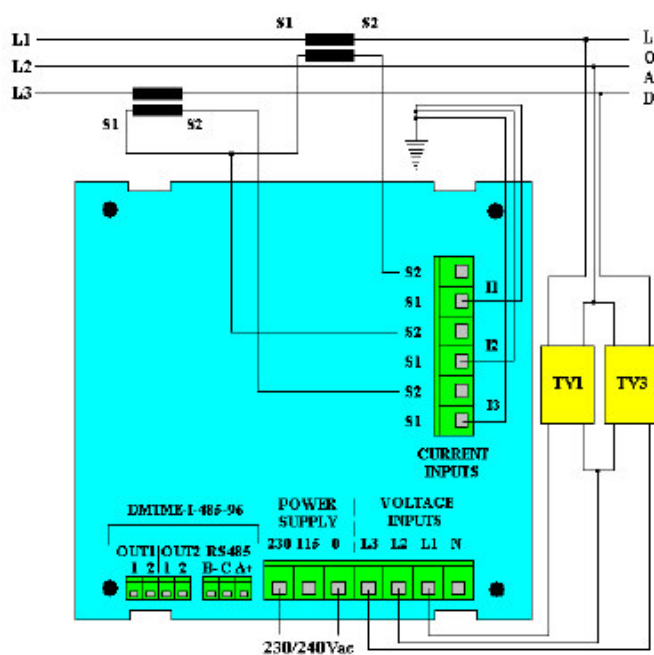 S1 S2
L1 L
L2 O
A
L3 D
S1 S2
S2
I1
S1
S2
I2
S1
TV1 TV3
S2
I3
S1
CURRENT
INPUTS
DMTME-I-485-96 POWER VOLTAGE
SUPPLY INPUTS
230 115 0 L3 L2 L1 N
OUT1 OUT2 RS485
1 2 1 2 B- C A+
230/240Vac